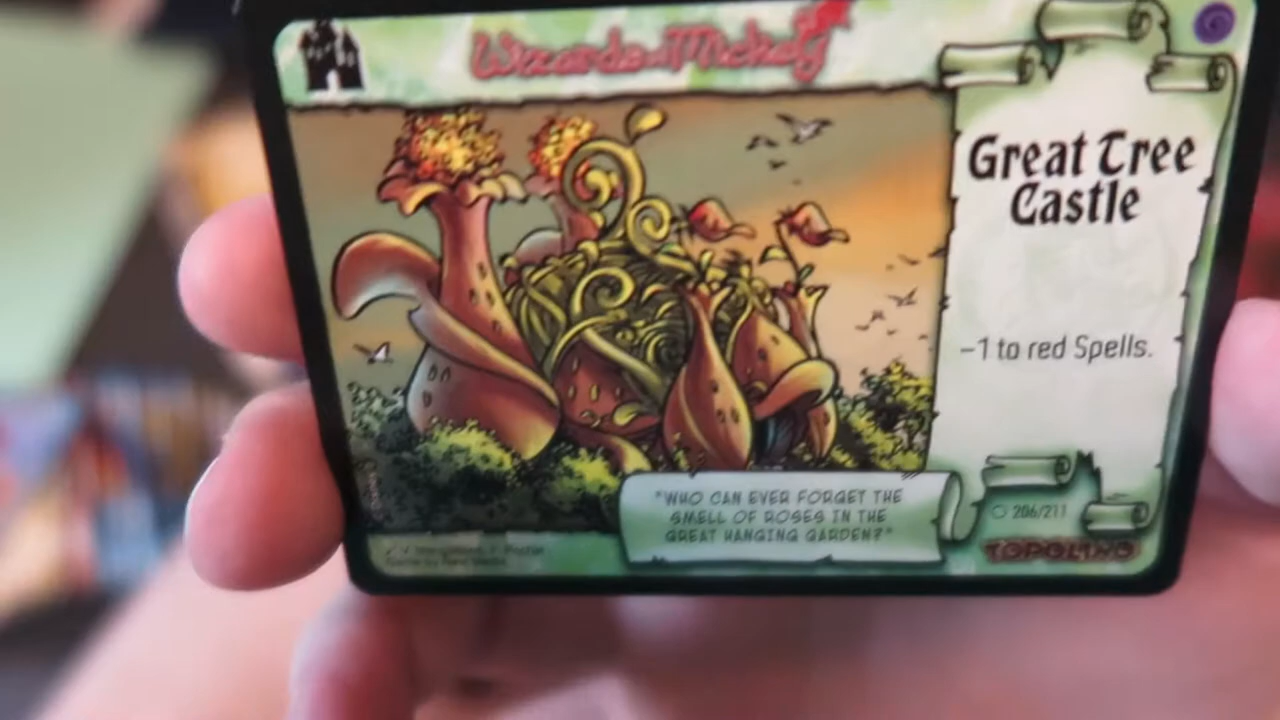 Wizards of Mickey
Great Tree
Castle
-1 to red Spells.
"WHO CAN EVER FORGET THE
SMELL OF ROSES IN THE
GREAT HANGING GARDEN?"
206/211
TOPOLINO